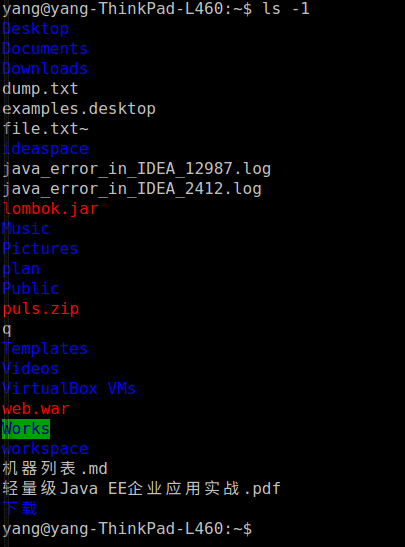 yang@yang-ThinkPad-L460:~$ ls -1
Desktop
Documents
Downloads
dump.txt
examples.desktop
file.txt~
ideaspace
java_error_in_IDEA_12987.log
java_error_in_IDEA_2412.log
lombok.jar
Music
Pictures
plan
Public
puls.zip
q
Templates
Videos
VirtualBox VMs
web.war
Works
workspace
机器列表.md
轻量级Java EE企业应用实战.pdf
下载
yang@yang-ThinkPad-L460:~$